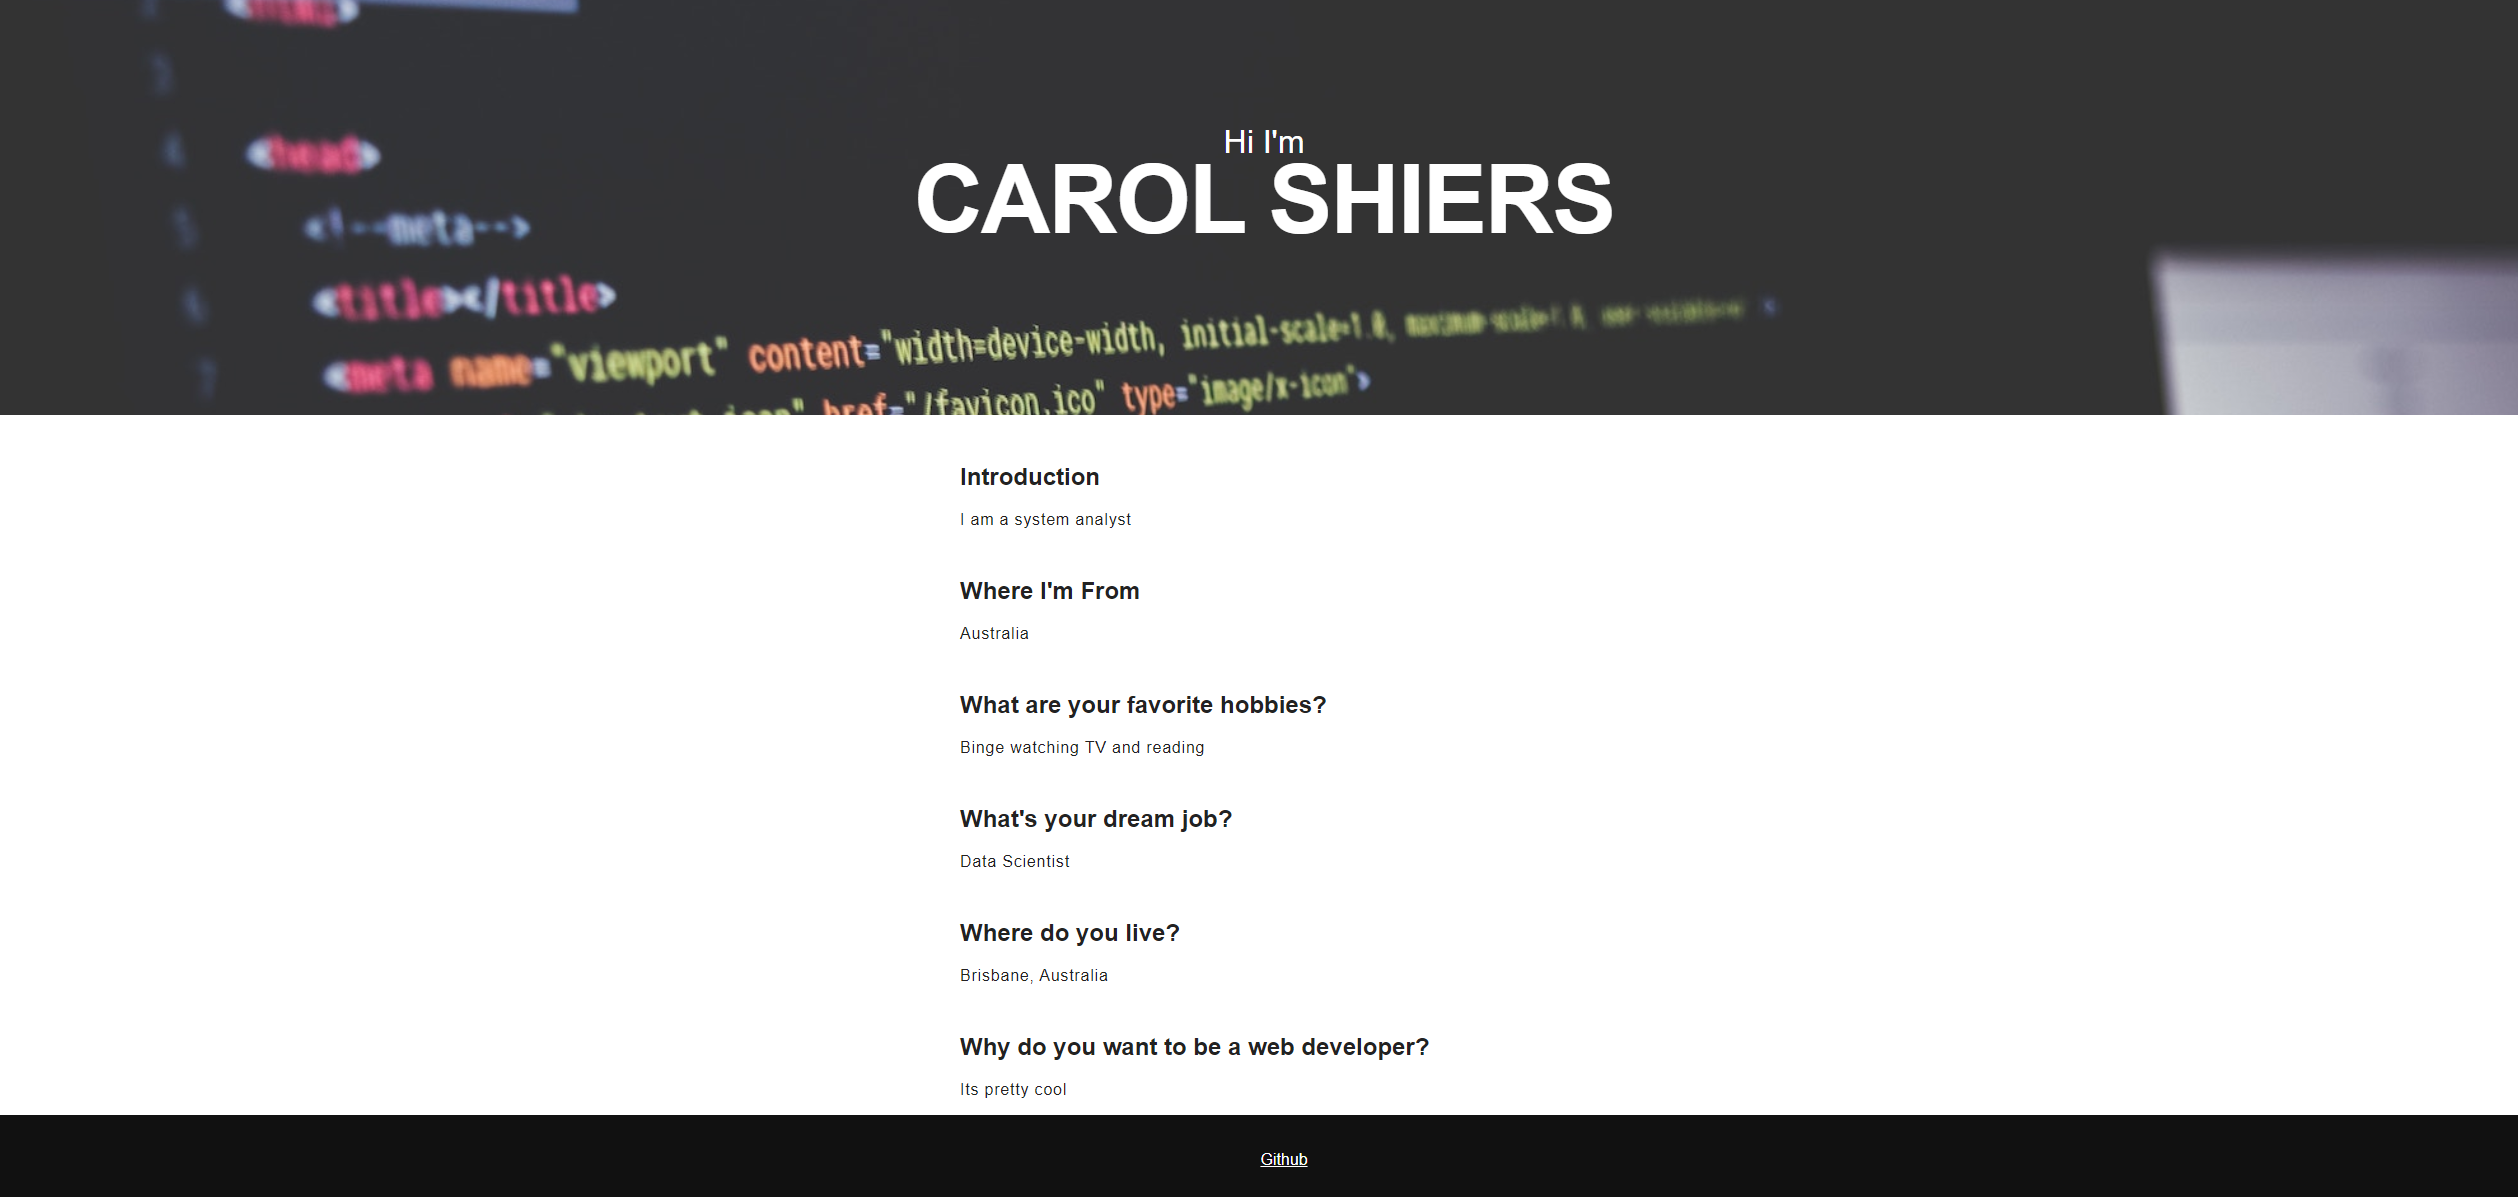 <head>
<!--meta-->
<title></title>
<meta name="viewport" content="width=device-width, initial-scale=1.0,
href="/favicon.ico" type="image/x-icon">
Hi I'm
CAROL SHIERS
Introduction
I am a system analyst
Where I'm From
Australia
What are your favorite hobbies?
Binge watching TV and reading
What's your dream job?
Data Scientist
Where do you live?
Brisbane, Australia
Why do you want to be a web developer?
Its pretty cool
Github